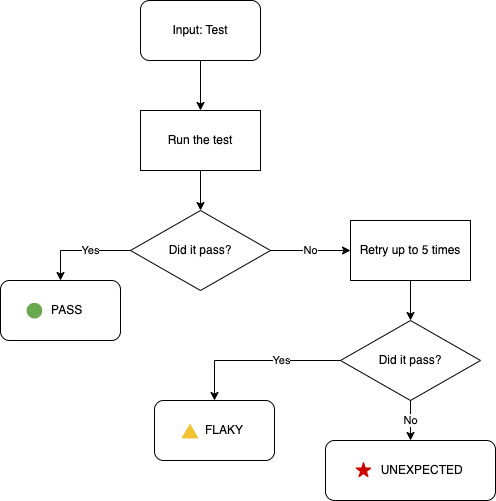 Input: Test
Run the test
Did it pass?
Yes
No
Retry up to 5 times
PASS
Did it pass?
Yes
No
FLAKY
UNEXPECTED